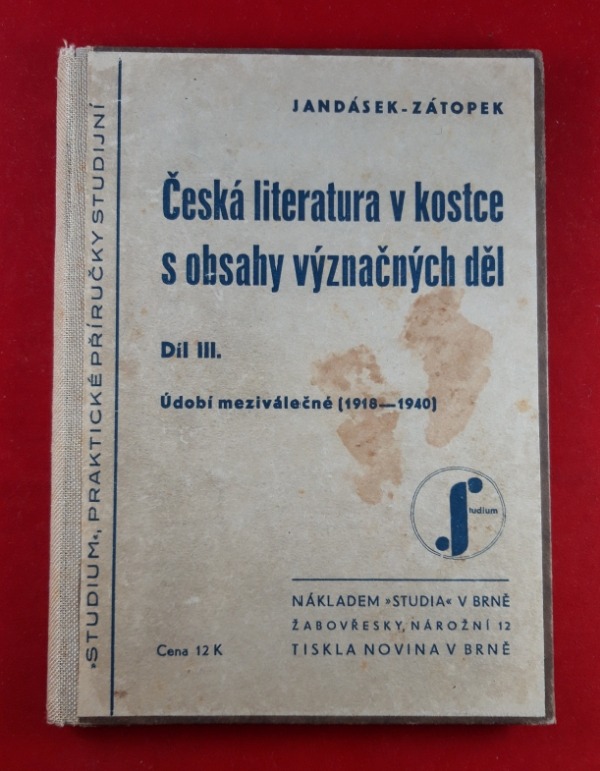 JANDÁSEK-ZÁTOPEK
Česká literatura v kostce
s obsahy význačných děl
Díl III.
Údobí meziválečné (1918—1940)
Studium
NÁKLADEM »STUDIA« V BRNĚ
ŽABOVŘESKY, NÁROŽNÍ 12
Cena 12 K
TISKLA NOVINA V BRNĚ
»STUDIUM«, PRAKTICKÉ PŘÍRUČKY STUDIJNÍ